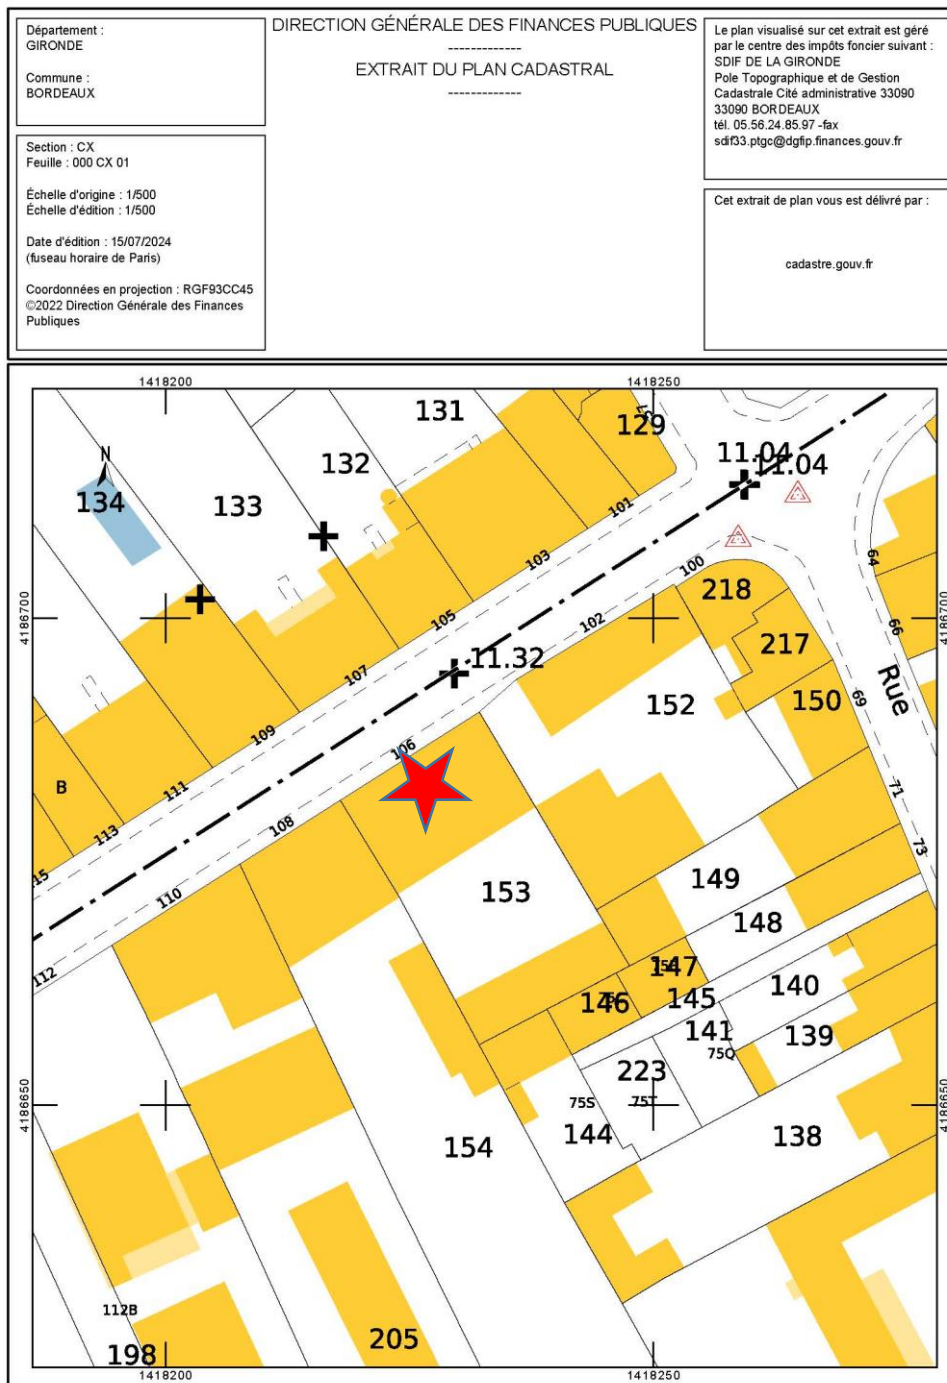 Département :
GIRONDE
Commune :
BORDEAUX
Section : CX
Feuille : 000 CX 01
Échelle d'origine : 1/500
Échelle d'édition : 1/500
Date d'édition : 15/07/2024
(fuseau horaire de Paris)
Coordonnées en projection : RGF93CC45
©2022 Direction Générale des Finances
Publiques
DIRECTION GÉNÉRALE DES FINANCES PUBLIQUES
-------------
EXTRAIT DU PLAN CADASTRAL
-------------
Le plan visualisé sur cet extrait est géré
par le centre des impôts foncier suivant :
SDIF DE LA GIRONDE
Pole Topographique et de Gestion
Cadastrale Cité administrative 33090
33090 BORDEAUX
tél. 05.56.24.85.97 -fax
sdif33.ptgc@dgfip.finances.gouv.fr
Cet extrait de plan vous est délivré par :
cadastre.gouv.fr
1418200
1418250
131
129
132
11.04
11.04
N
134
133
101
103
64
100
218
4186700
105
102
66
4186700
217
11.32
107
Rue
152
150
69
109
106
B
111
71
108
113
73
115
149
153
110
148
112
147
140
146
145
141
139
75Q
223
4186650
75S
75T
4186650
144
138
154
112B
205
198
1418200
1418250